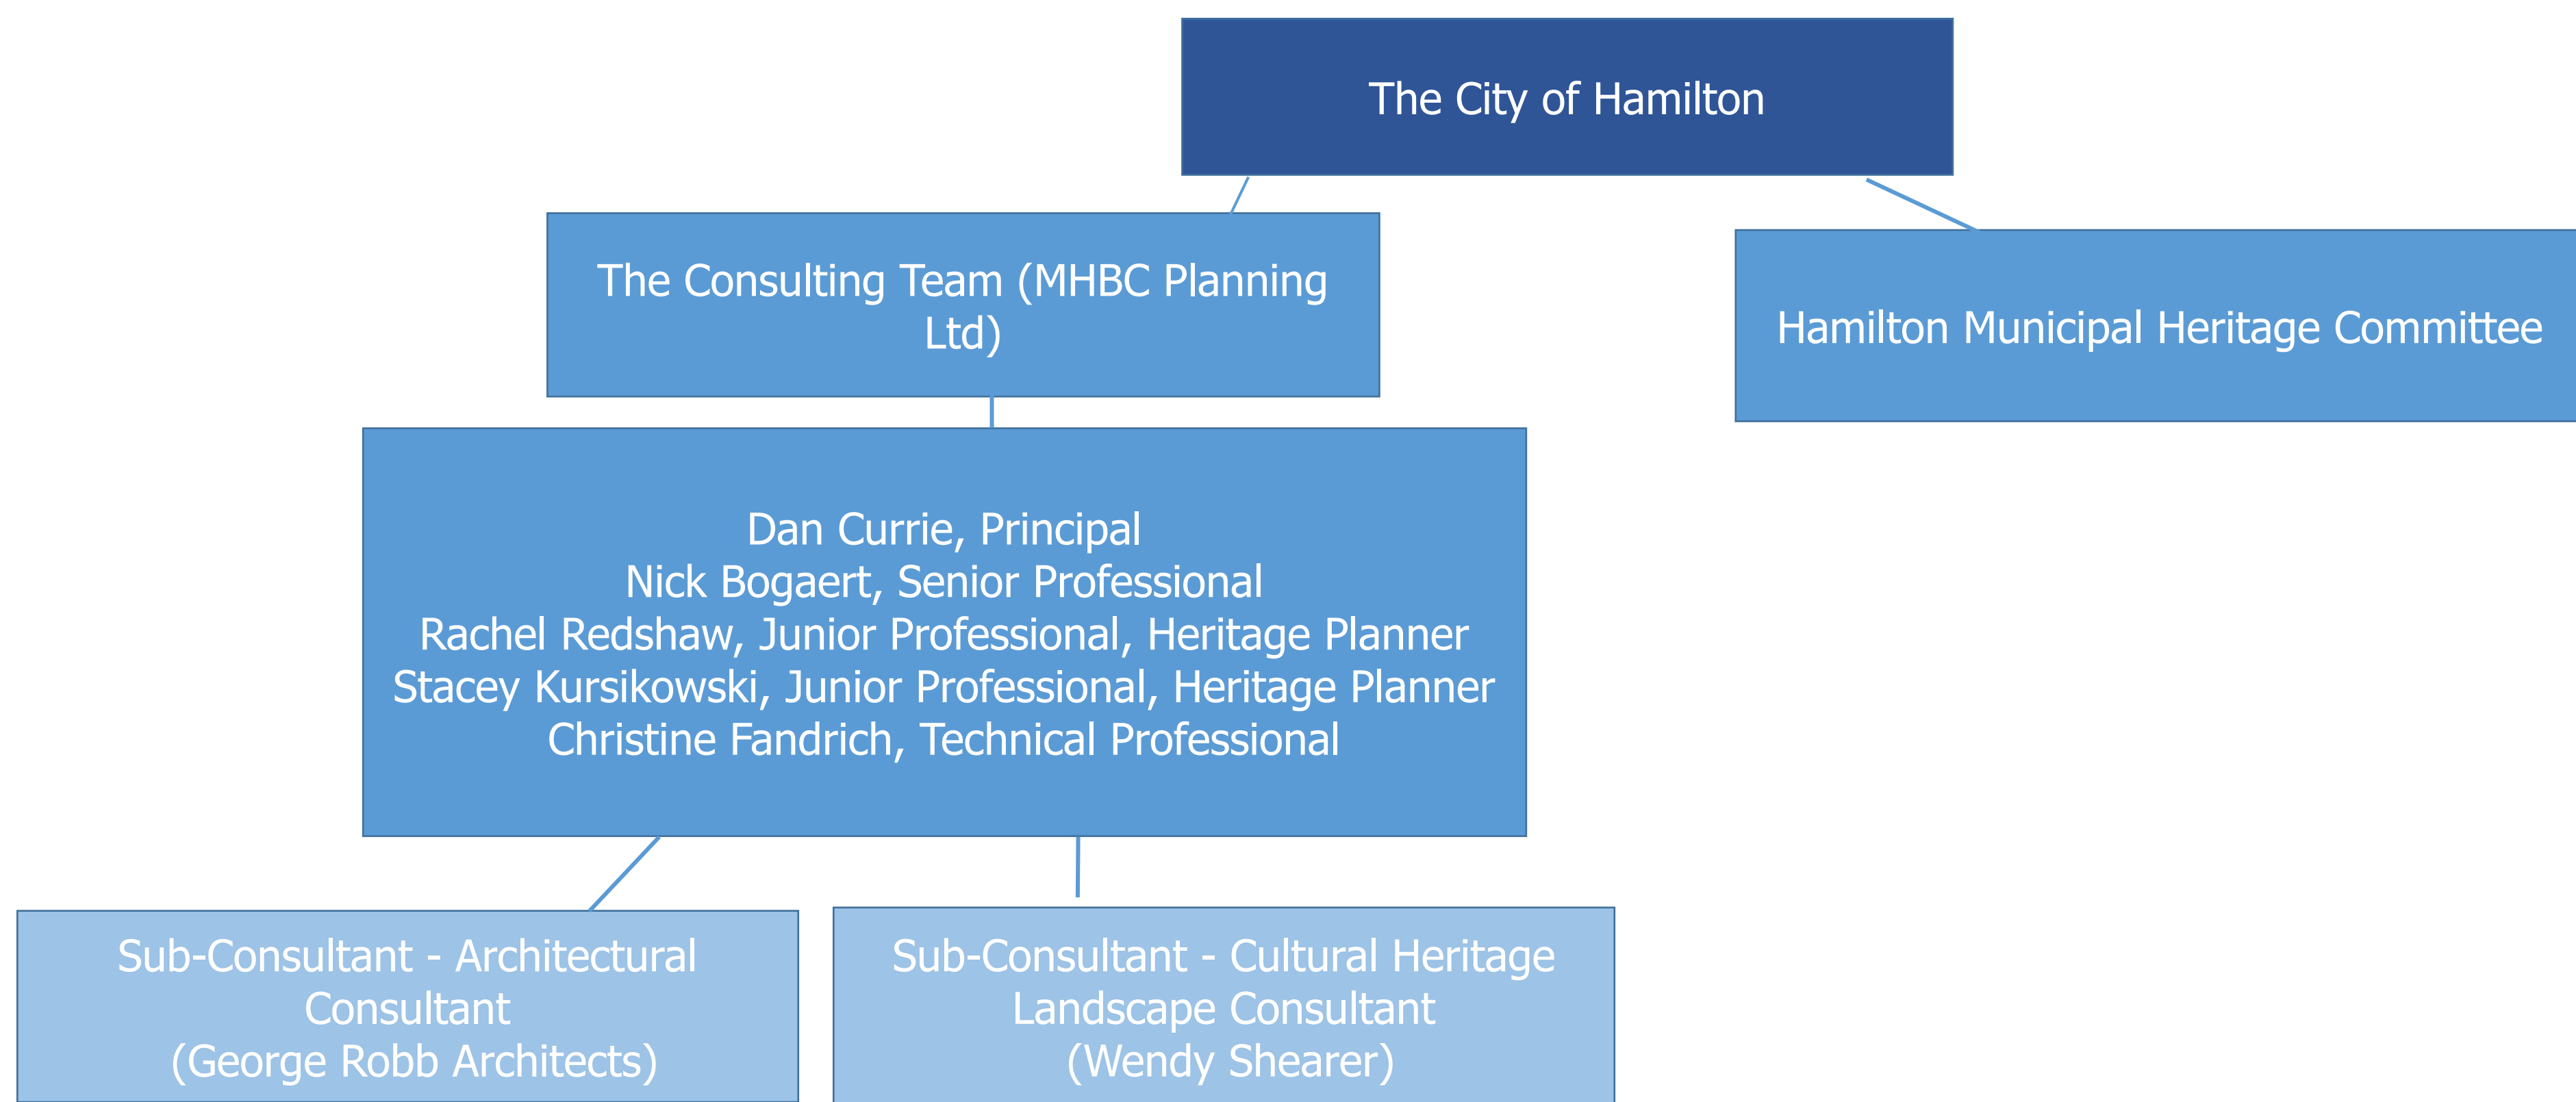 The City of Hamilton
The Consulting Team (MHBC Planning
Ltd)
Hamilton Municipal Heritage Committee
Dan Currie, Principal
Nick Bogaert, Senior Professional
Rachel Redshaw, Junior Professional, Heritage Planner
Stacey Kursikowski, Junior Professional, Heritage Planner
Christine Fandrich, Technical Professional
Sub-Consultant - Architectural
Consultant
(George Robb Architects)
Sub-Consultant - Cultural Heritage
Landscape Consultant
(Wendy Shearer)